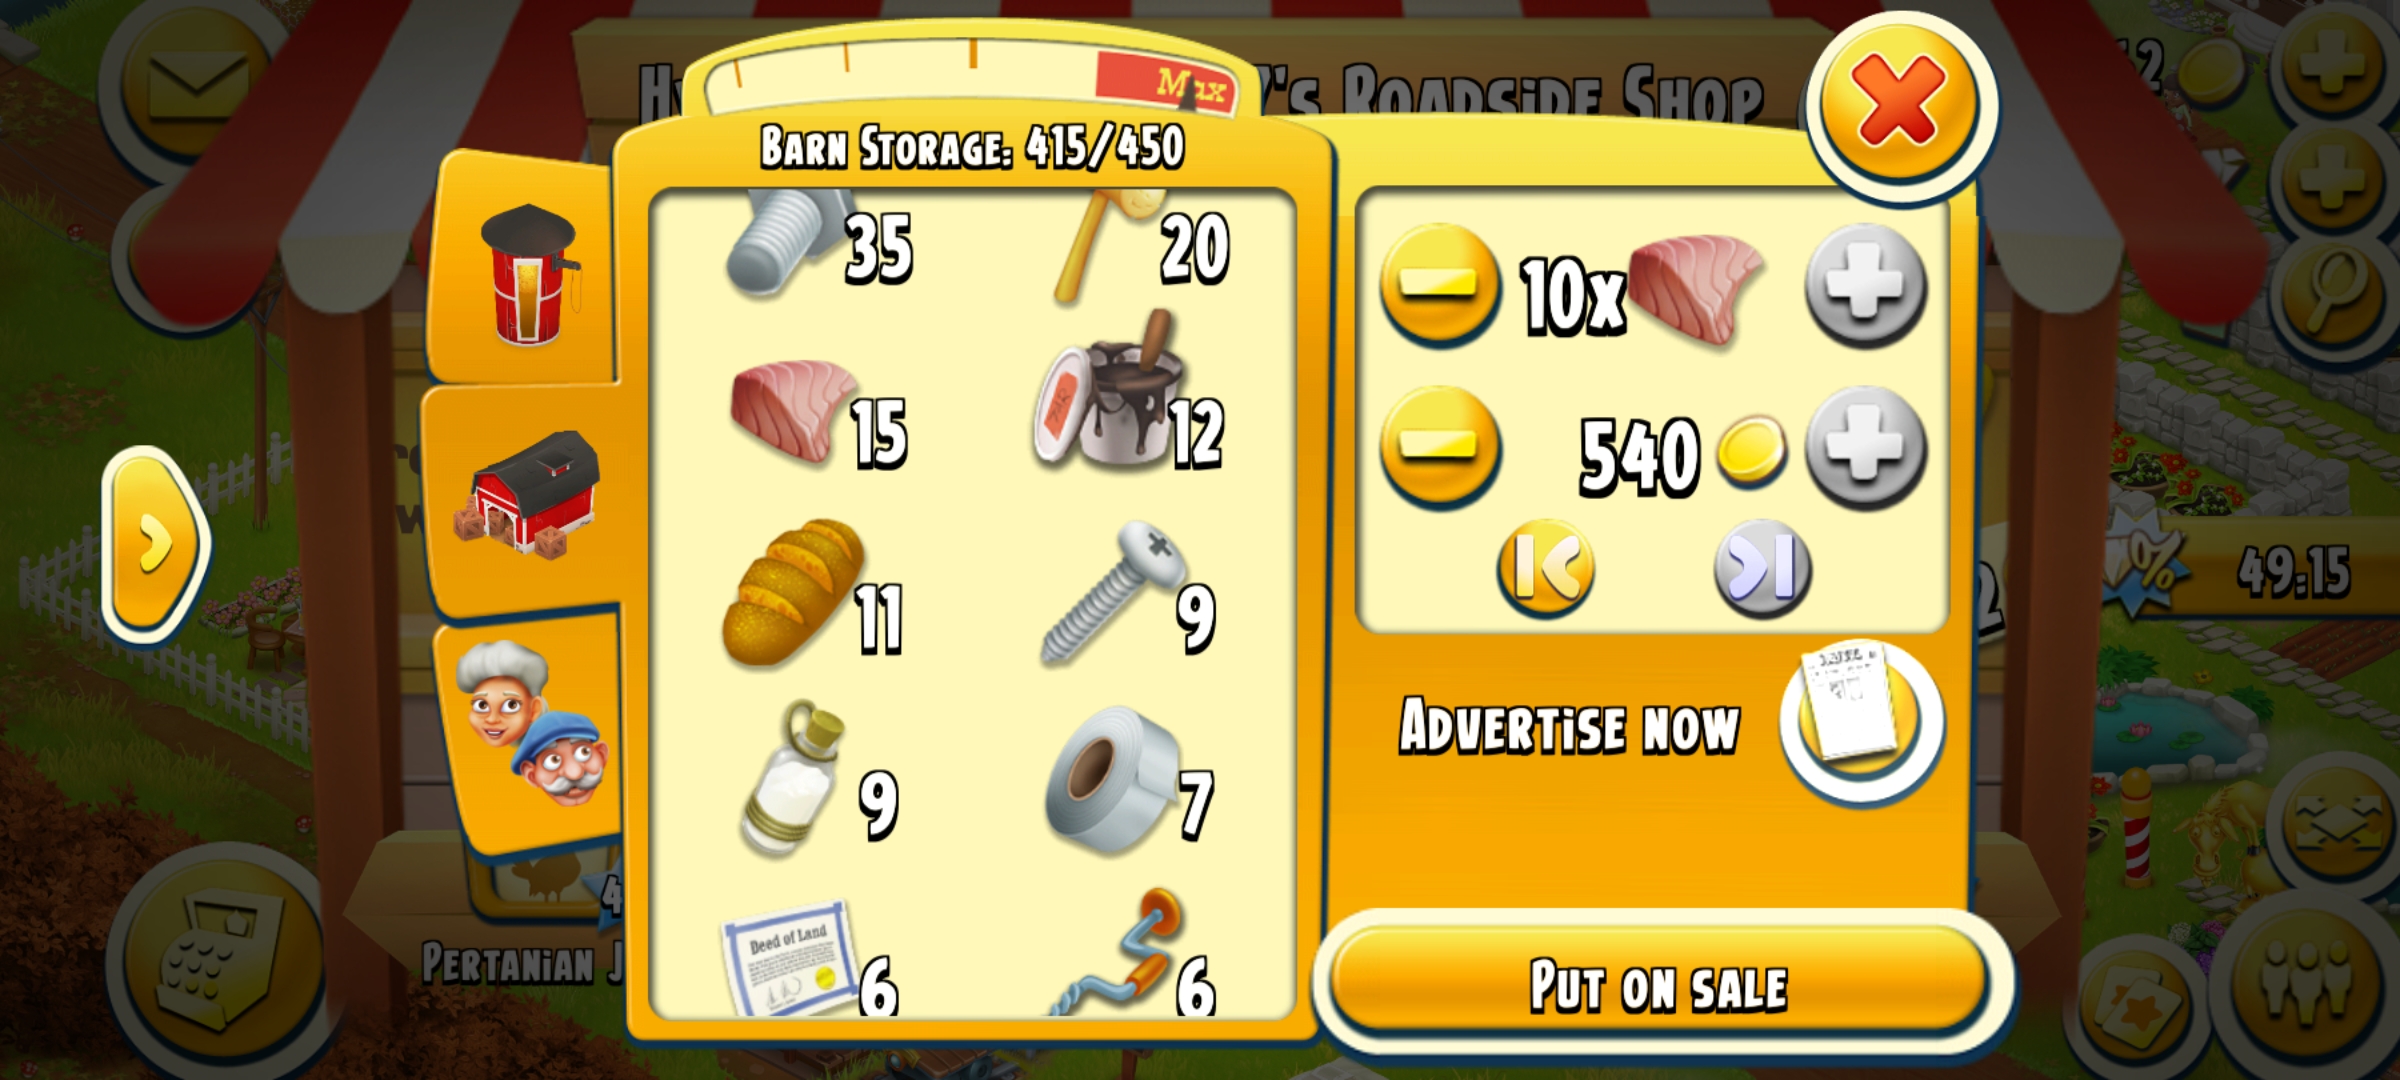 'S ROADSIDE SHOP
Max
BARN STORAGE: 415/450
35
20
15
12
11
9
9
7
Deed of Land
6
6
10x
540
ADVERTISE NOW
PUT ON SALE
49:15
PERTANIAN J